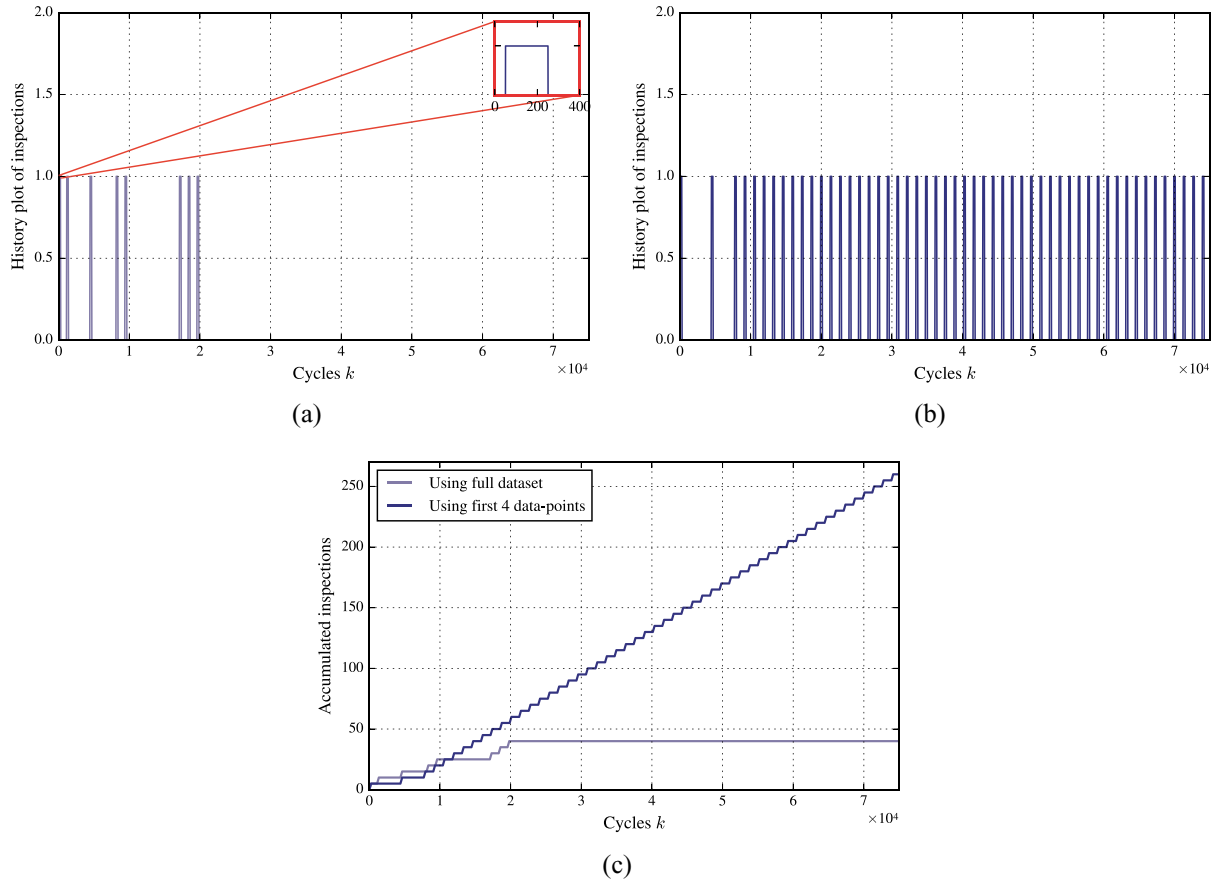 2.0
1.5
1.0
0.5
0.0
History plot of inspections
0 200 400
0 1 2 3 4 5 6 7
×10⁴
Cycles k
(a)
2.0
1.5
1.0
0.5
0.0
History plot of inspections
0 1 2 3 4 5 6 7
×10⁴
Cycles k
(b)
250
200
150
100
50
0
Accumulated inspections
Using full dataset
Using first 4 data-points
0 1 2 3 4 5 6 7
×10⁴
Cycles k
(c)